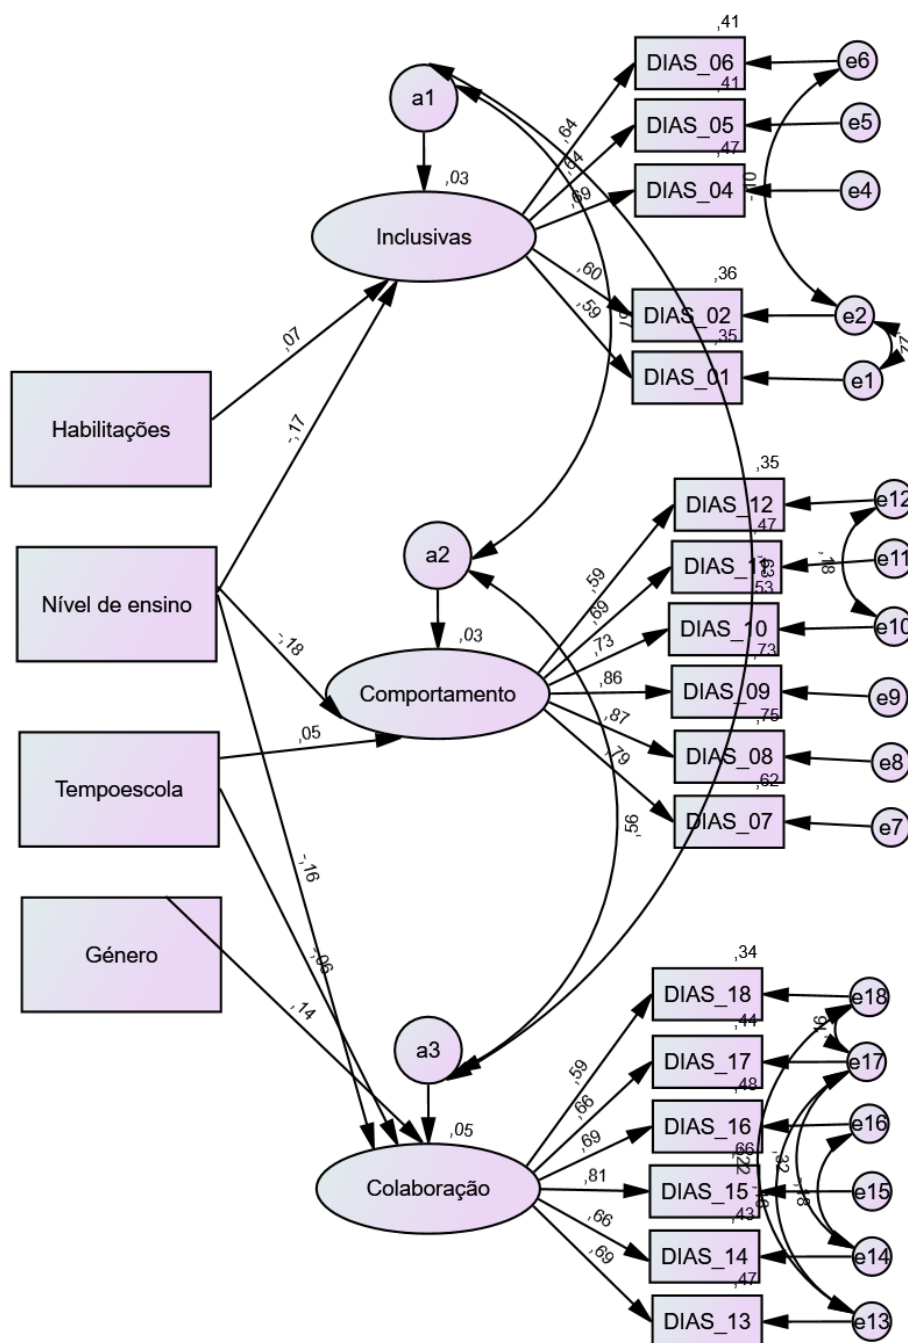 ,41
DIAS_06
e6
a1
,41
DIAS_05
e5
,64
,64
,47
DIAS_04
e4
,03
,69
Inclusivas
,36
,60
DIAS_02
e2
,59
,35
DIAS_01
e1
,07
Habilitações
-,17
,35
DIAS_12
e12
,47
a2
DIAS_11
e11
,63
,18
,59
,53
,69
Nível de ensino
DIAS_10
e10
,03
,73
,73
-,18
Comportamento
,86
DIAS_09
e9
,75
,05
,87
DIAS_08
e8
Tempoescola
,79
,62
DIAS_07
e7
,56
-,16
,34
Género
-,06
DIAS_18
e18
,16
,14
,44
a3
,59
DIAS_17
e17
,66
,48
,05
,69
DIAS_16
e16
,66
Colaboração
,81
DIAS_15
e15
,32
,43
,66
DIAS_14
e14
,69
,47
DIAS_13
e13